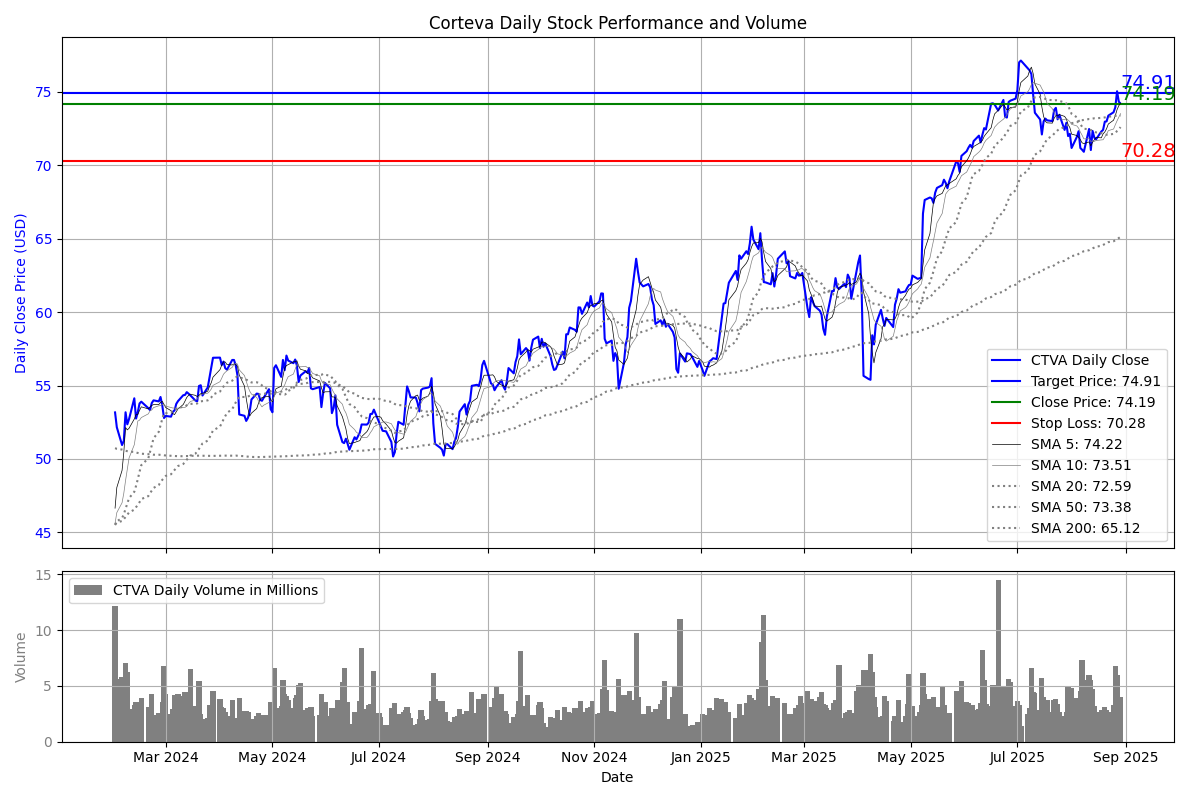 Corteva Daily Stock Performance and Volume
Daily Close Price (USD)
75
70
65
60
55
50
45
74.91
74.19
70.28
CTVA Daily Close
Target Price: 74.91
Close Price: 74.19
Stop Loss: 70.28
SMA 5: 74.22
SMA 10: 73.51
SMA 20: 72.59
SMA 50: 73.38
SMA 200: 65.12
Volume
15
10
5
0
CTVA Daily Volume in Millions
Mar 2024 May 2024 Jul 2024 Sep 2024 Nov 2024 Jan 2025 Mar 2025 May 2025 Jul 2025 Sep 2025
Date